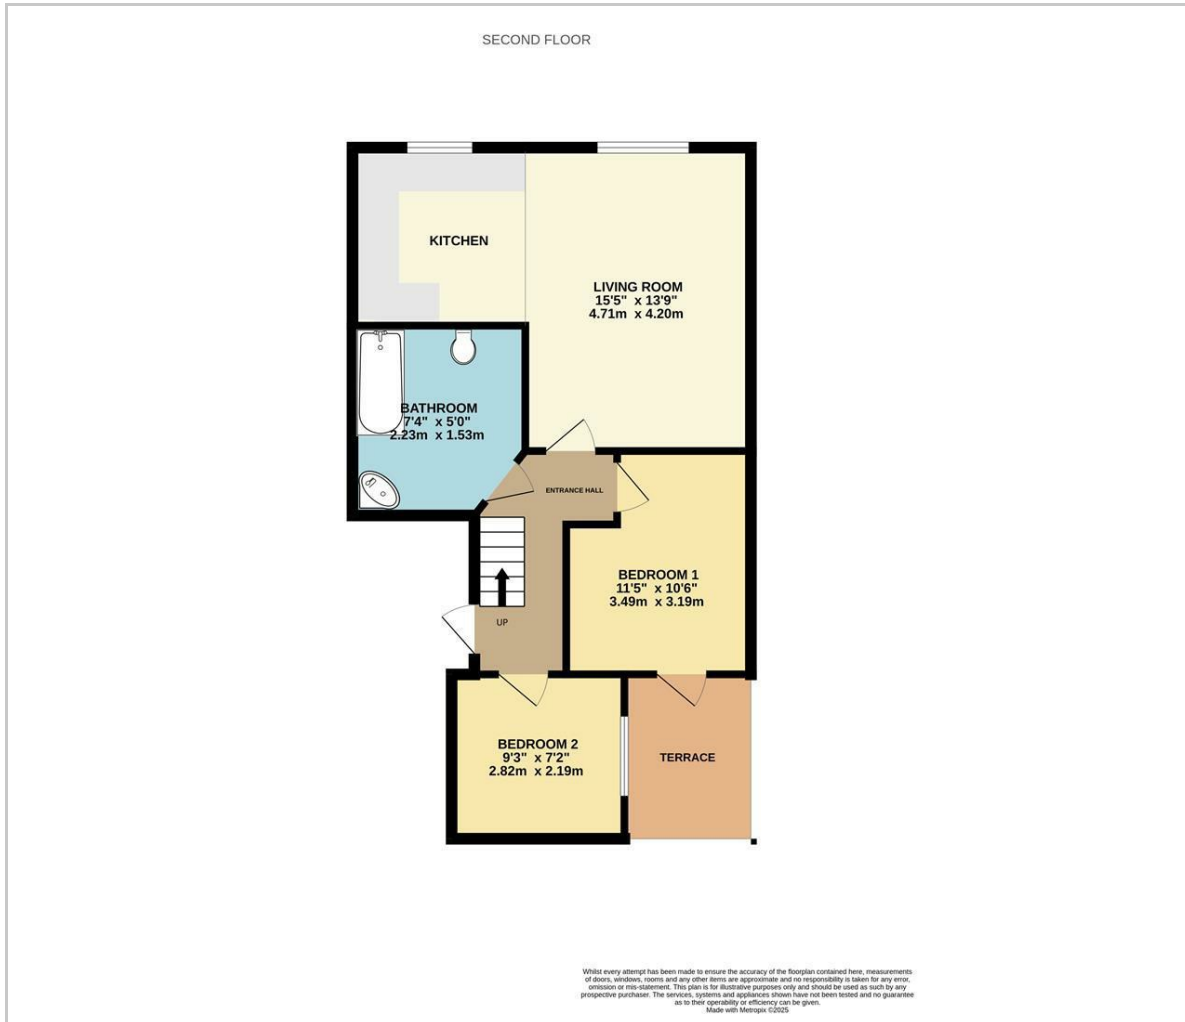 SECOND FLOOR
KITCHEN
LIVING ROOM
15'5" x 13'9"
4.71m x 4.20m
BATHROOM
7'4" x 5'0"
2.23m x 1.53m
ENTRANCE HALL
BEDROOM 1
11'5" x 10'6"
3.49m x 3.19m
UP
BEDROOM 2
9'3" x 7'2"
2.82m x 2.19m
TERRACE
Whilst every attempt has been made to ensure the accuracy of the floorplan contained here, measurements
of doors, windows, rooms and any other items are approximate and no responsibility is taken for any error,
omission or mis-statement. This plan is for illustrative purposes only and should be used as such by any
prospective purchaser. The services, systems and appliances shown have not been tested and no guarantee
as to their operability or efficiency can be given.
Made with Metropix ©2025